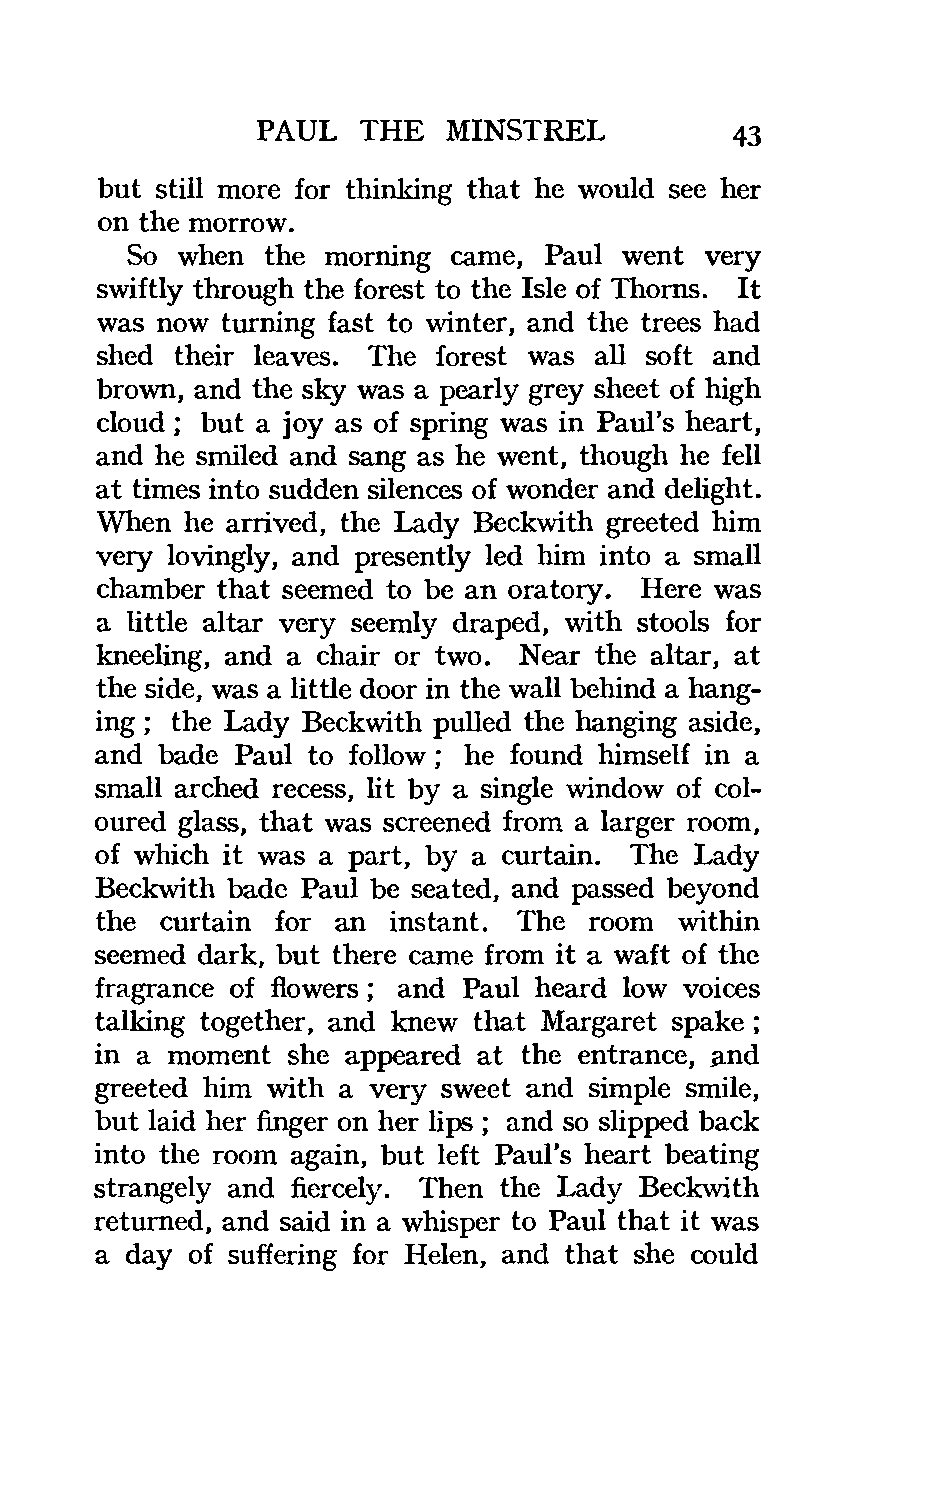 PAUL THE MINSTREL 43
but still more for thinking that he would see her
on the morrow.
So when the morning came, Paul went very
swiftly through the forest to the Isle of Thorns. It
was now turning fast to winter, and the trees had
shed their leaves. The forest was all soft and
brown, and the sky was a pearly grey sheet of high
cloud ; but a joy as of spring was in Paul's heart,
and he smiled and sang as he went, though he fell
at times into sudden silences of wonder and delight.
When he arrived, the Lady Beckwith greeted him
very lovingly, and presently led him into a small
chamber that seemed to be an oratory. Here was
a little altar very seemly draped, with stools for
kneeling, and a chair or two. Near the altar, at
the side, was a little door in the wall behind a hang-
ing ; the Lady Beckwith pulled the hanging aside,
and bade Paul to follow ; he found himself in a
small arched recess, lit by a single window of col-
oured glass, that was screened from a larger room,
of which it was a part, by a curtain. The Lady
Beckwith bade Paul be seated, and passed beyond
the curtain for an instant. The room within
seemed dark, but there came from it a waft of the
fragrance of flowers ; and Paul heard low voices
talking together, and knew that Margaret spake ;
in a moment she appeared at the entrance, and
greeted him with a very sweet and simple smile,
but laid her finger on her lips ; and so slipped back
into the room again, but left Paul's heart beating
strangely and fiercely. Then the Lady Beckwith
returned, and said in a whisper to Paul that it was
a day of suffering for Helen, and that she could